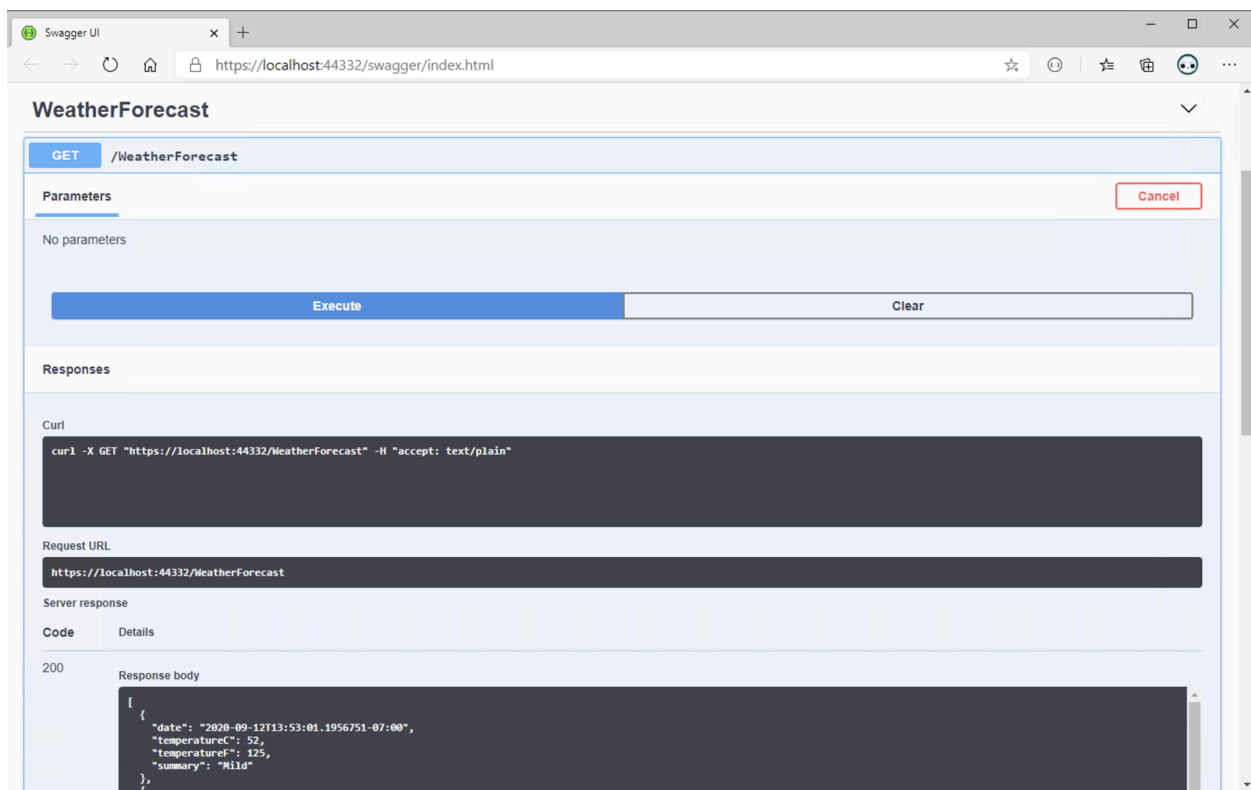 Swagger UI
https://localhost:44332/swagger/index.html
WeatherForecast
GET /WeatherForecast
Parameters
Cancel
No parameters
Execute
Clear
Responses
Curl
curl -X GET "https://localhost:44332/WeatherForecast" -H "accept: text/plain"
Request URL
https://localhost:44332/WeatherForecast
Server response
Code Details
200
Response body
[
{
"date": "2020-09-12T13:53:01.1956751-07:00",
"temperatureC": 52,
"temperatureF": 125,
"summary": "Mild"
},
{